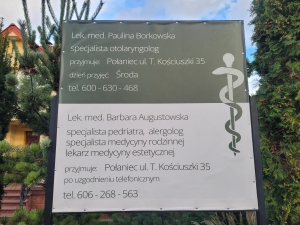 Lek. med. Paulina Borkowska
specjalista otolaryngolog
przyjmuje: Połaniec ul. T. Kościuszki 35
dzień przyjęć: Środa
tel. 600 - 630 - 468
Lek. med. Barbara Augustowska
specjalista pedriatra, alergolog
specjalista medycyny rodzinnej
lekarz medycyny estetycznej
przyjmuje: Połaniec ul. T. Kościuszki 35
po uzgodnieniu telefonicznym
tel. 606 - 268 - 563